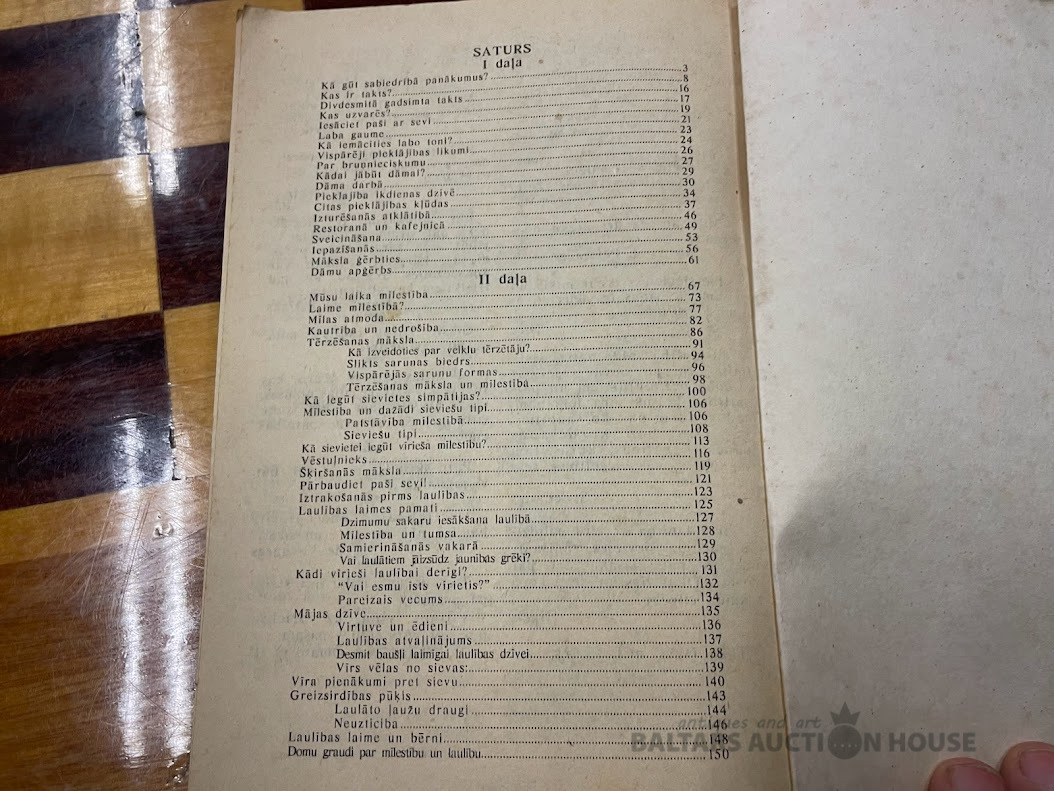 SATURS
I daļa
Kā gūt sabiedrībā panākumus?........3
Kas ir takts?........8
Divdesmitā gadsimta takts........16
Kas uzvarēs?........17
Iesāciet paši ar sevi........19
Laba gaume........21
Kā iemācīties labo toni?........23
Vispārēji pieklājības likumi........24
Par bruņnieciskumu........26
Kādai jābūt dāmai?........27
Dāma darbā........29
Pieklājība ikdienas dzīvē........30
Citas pieklājības kļūdas........34
Izturēšanās atklātībā........37
Restorānā un kafejnīcā........46
Sveicināšana........49
Iepazīšanās........53
Māksla ģērbties........56
Dāmu apģērbs........61
II daļa
Mūsu laika mīlestība........67
Laime mīlestībā?........73
Mīlas atmoda........77
Kautrība un nedrošība........82
Tērzēšanas māksla........86
Kā izveidoties par veiklu tērzētāju?........91
Slikts sarunas biedrs........94
Vispārējās sarunu formas........96
Tērzēšanas māksla un mīlestība........98
Kā iegūt sievietes simpātijas?........100
Mīlestība un dažādi sieviešu tipi........106
Patstāvība mīlestībā........106
Sieviešu tipi........108
Kā sievietei iegūt vīrieša mīlestību?........113
Vēstuļnieks........116
Šķiršanās māksla........119
Pārbaudiet paši sevi!........121
Iztrakošanās pirms laulības........123
Laulības laimes pamati........125
Dzimumu sakaru iesākšana laulībā........127
Mīlestība un tumsa........128
Samierināšanās vakarā........129
Vai laulātiem jāizsūdz jaunības grēki?........130
Kādi vīrieši laulībai derīgi?........131
"Vai esmu īsts vīrietis?"........132
Pareizais vecums........134
Mājas dzīve........135
Virtuve un ēdieni........136
Laulības atvaļinājums........137
Desmit baušļi laimīgai laulības dzīvei........138
Vīrs vēlas no sievas:........139
Vīra pienākumi pret sievu........140
Greizsirdības pūķis........143
Laulāto ļaužu draugi........144
Neuzticība........146
Laulības laime un bērni........148
Domu graudi par mīlestību un laulību........150
antiques and art
BALTARS AUCTION HOUSE